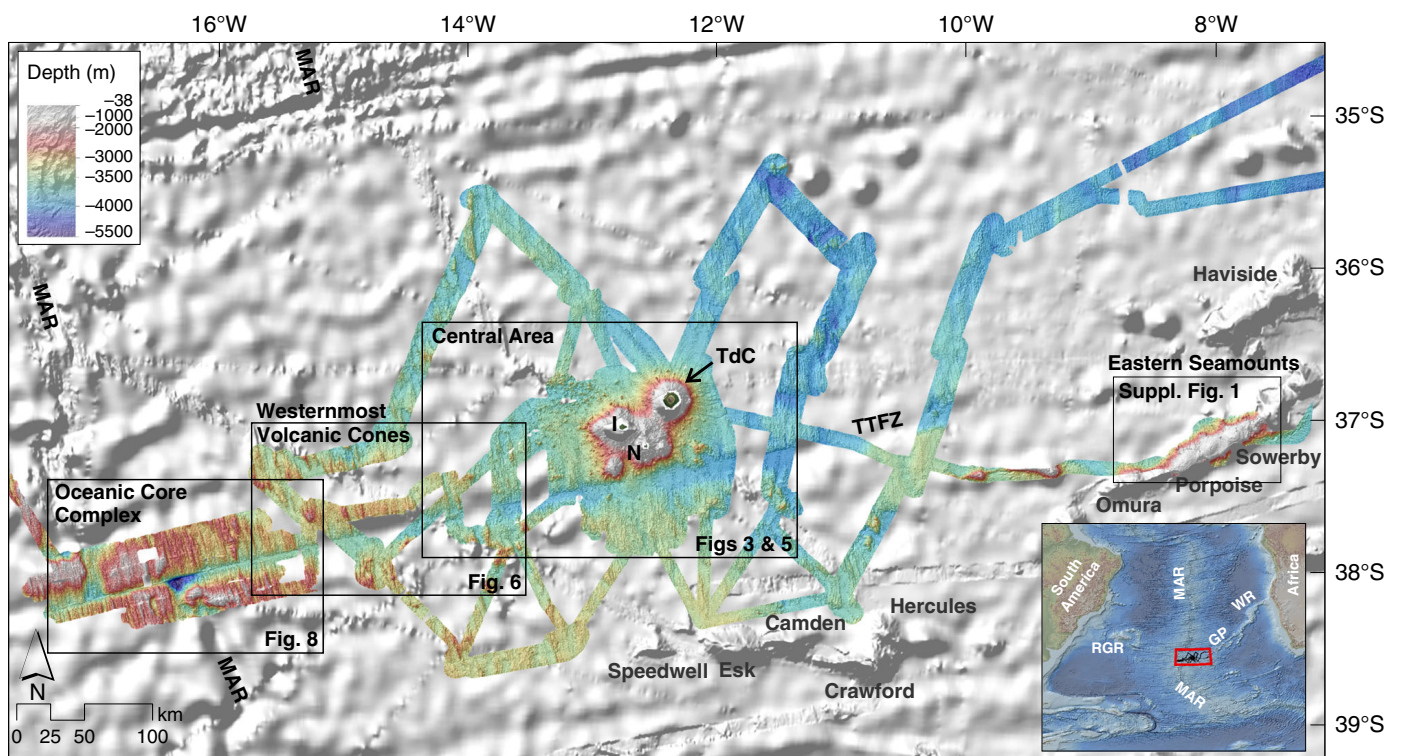 16°W
14°W
12°W
10°W
8°W
Depth (m)
–38
–1000
–2000
–3000
–3500
–4000
–5500
MAR
35°S
MAR
36°S
Haviside
Central Area
TdC
Eastern Seamounts
Suppl. Fig. 1
Westernmost
Volcanic Cones
I
N
TTFZ
37°S
Sowerby
Porpoise
Omura
Oceanic Core
Complex
Figs 3 & 5
Fig. 6
38°S
Hercules
Camden
Fig. 8
Speedwell
Esk
Crawford
MAR
N
km
0
25
50
100
39°S
South
America
MAR
Africa
WR
GP
RGR
MAR